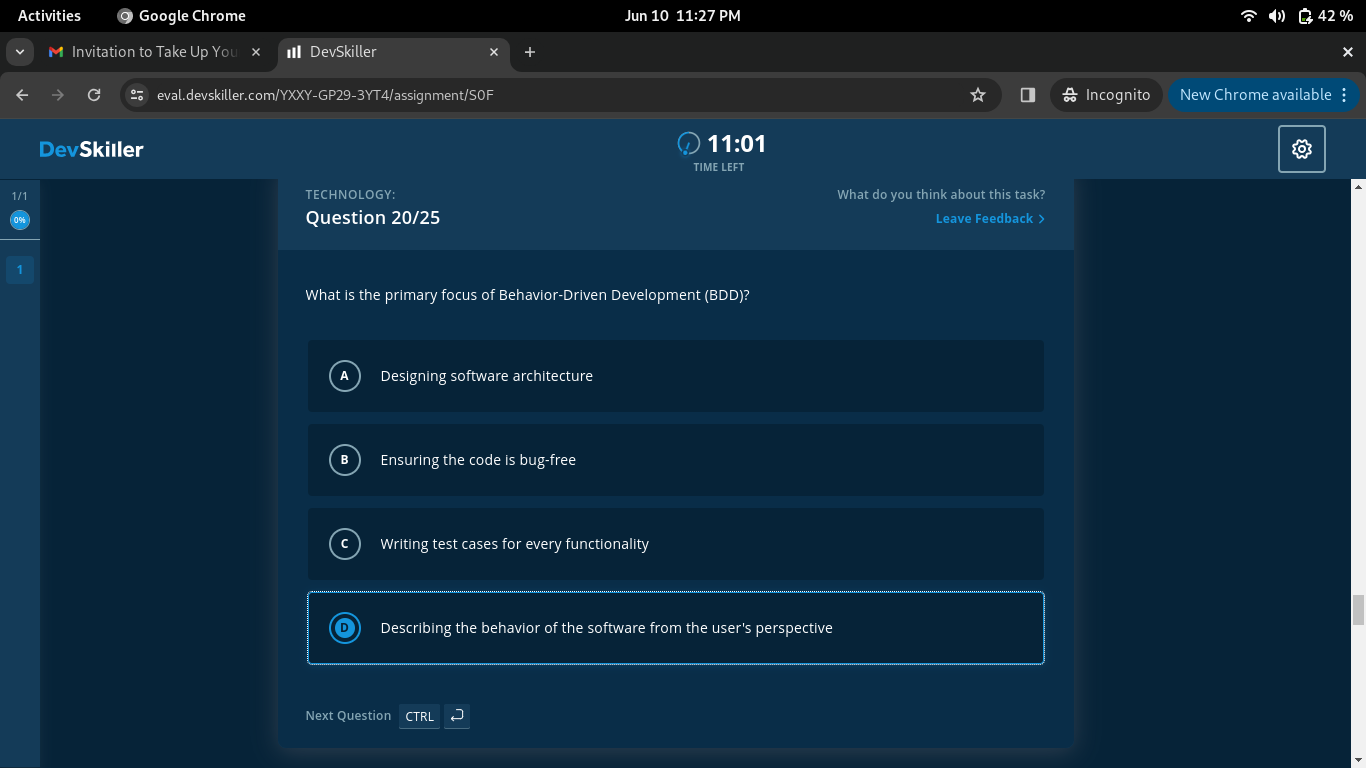 Activities
Google Chrome
Jun 10 11:27 PM
42 %
Invitation to Take Up You
DevSkiller
eval.devskiller.com/YXXY-GP29-3YT4/assignment/S0F
Incognito
New Chrome available
DevSkiller
11:01
TIME LEFT
1/1
0%
1
TECHNOLOGY:
Question 20/25
What do you think about this task?
Leave Feedback
What is the primary focus of Behavior-Driven Development (BDD)?
A Designing software architecture
B Ensuring the code is bug-free
C Writing test cases for every functionality
D Describing the behavior of the software from the user's perspective
Next Question CTRL